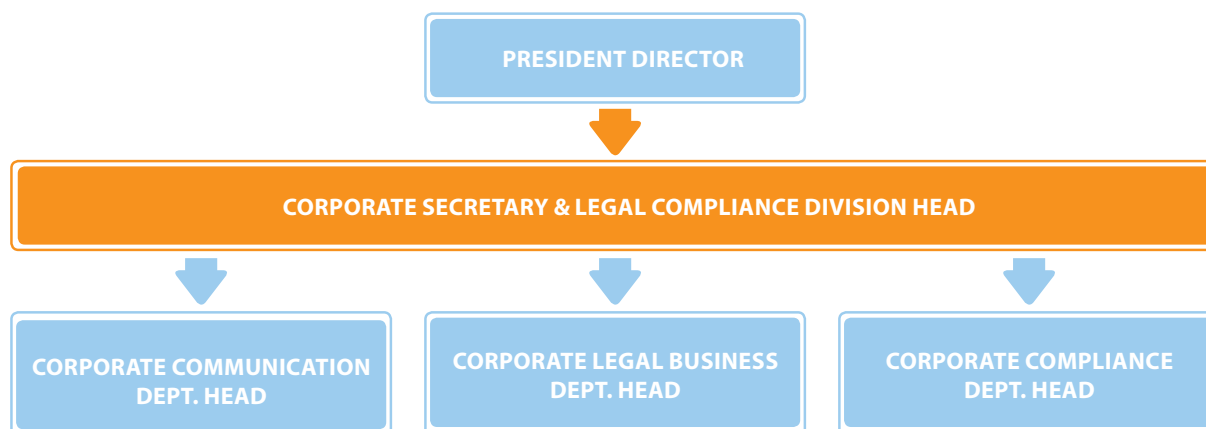 PRESIDENT DIRECTOR
CORPORATE SECRETARY & LEGAL COMPLIANCE DIVISION HEAD
CORPORATE COMMUNICATION
DEPT. HEAD
CORPORATE LEGAL BUSINESS
DEPT. HEAD
CORPORATE COMPLIANCE
DEPT. HEAD